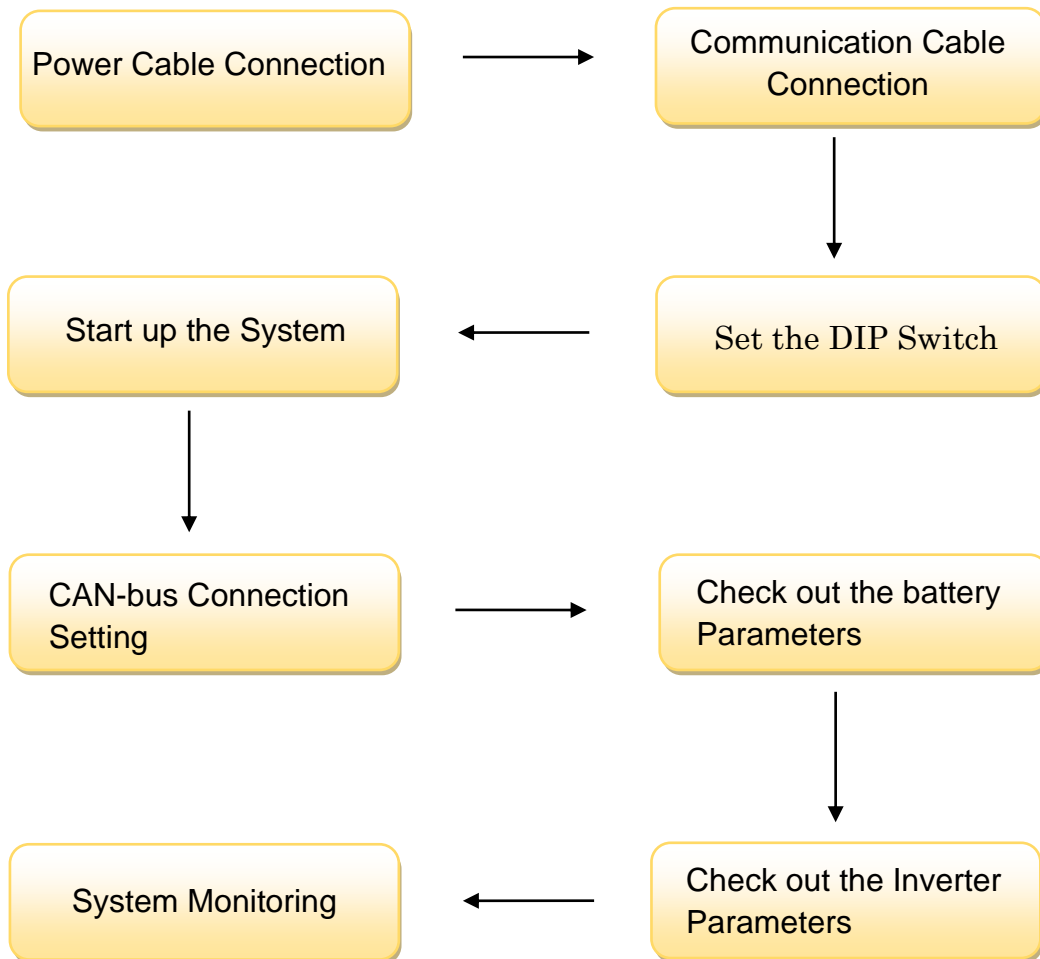 Power Cable Connection
Communication Cable
Connection
Set the DIP Switch
Start up the System
CAN-bus Connection
Setting
Check out the battery
Parameters
Check out the Inverter
Parameters
System Monitoring